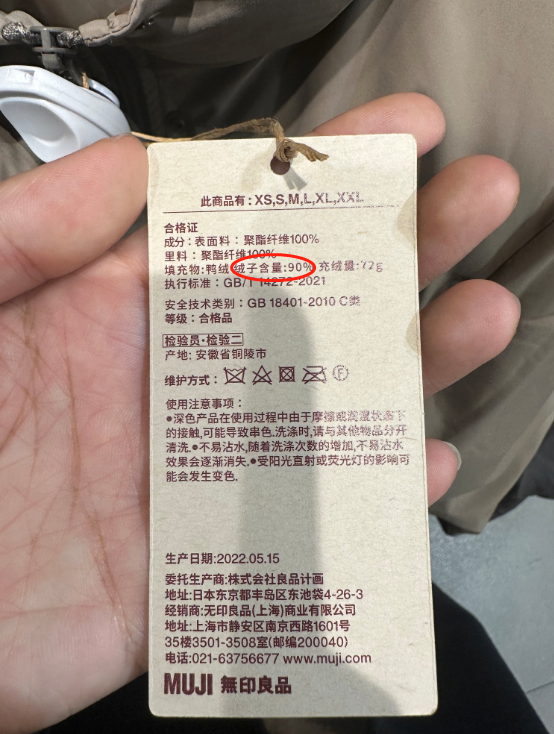 此商品有:XS,S,M,L,XL,XXL
合格证
成分:表面料:聚酯纤维100%
里料:聚酯纤维100%
填充物:鸭绒 绒子含量:90% 充绒量:72g
执行标准:GB/T 14272-2021
安全技术类别:GB 18401-2010 C类
等级:合格品
检验员·检验二
产地:安徽省铜陵市
维护方式: Ⓕ
使用注意事项:
●深色产品在使用过程中由于摩擦或湿置状态下
的接触,可能导致串色.洗涤时,请与其他物品分开
清洗.●不易沾水,随着洗涤次数的增加,不易沾水
效果会逐渐消失.●受阳光直射或荧光灯的影响可
能会发生变色.
生产日期:2022.05.15
委托生产商:株式会社良品计画
地址:日本东京都丰岛区东池袋4-26-3
经销商:无印良品(上海)商业有限公司
地址:上海市静安区南京西路1601号
35楼3501-3508室(邮编200040)
电话:021-63756677 www.muji.com
MUJI 無印良品